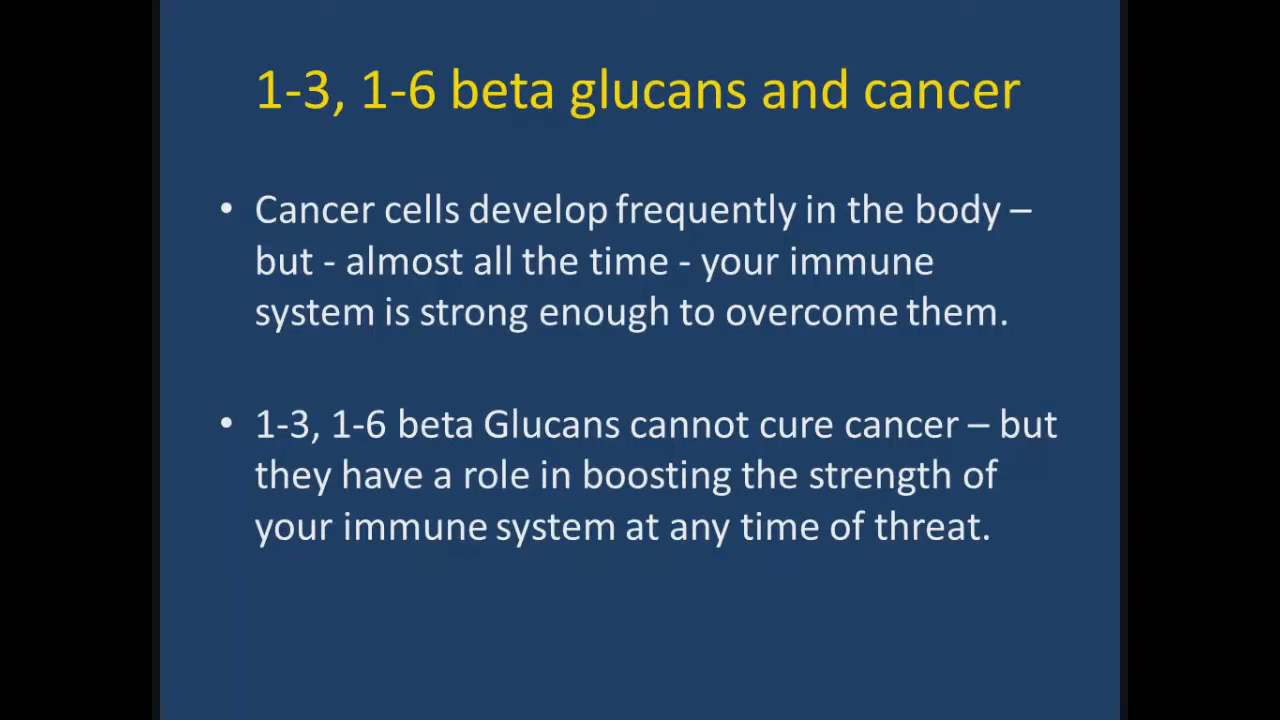 1-3, 1-6 beta glucans and cancer
• Cancer cells develop frequently in the body –
but - almost all the time - your immune
system is strong enough to overcome them.
• 1-3, 1-6 beta Glucans cannot cure cancer – but
they have a role in boosting the strength of
your immune system at any time of threat.